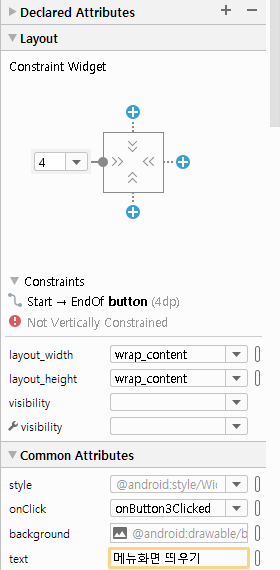 Declared Attributes
Layout
Constraint Widget
4
Constraints
Start → EndOf button (4dp)
Not Vertically Constrained
layout_width wrap_content
layout_height wrap_content
visibility
visibility
Common Attributes
style @android:style/Wic
onClick onButton3Clicked
background @android:drawable/b
text 메뉴화면 띄우기